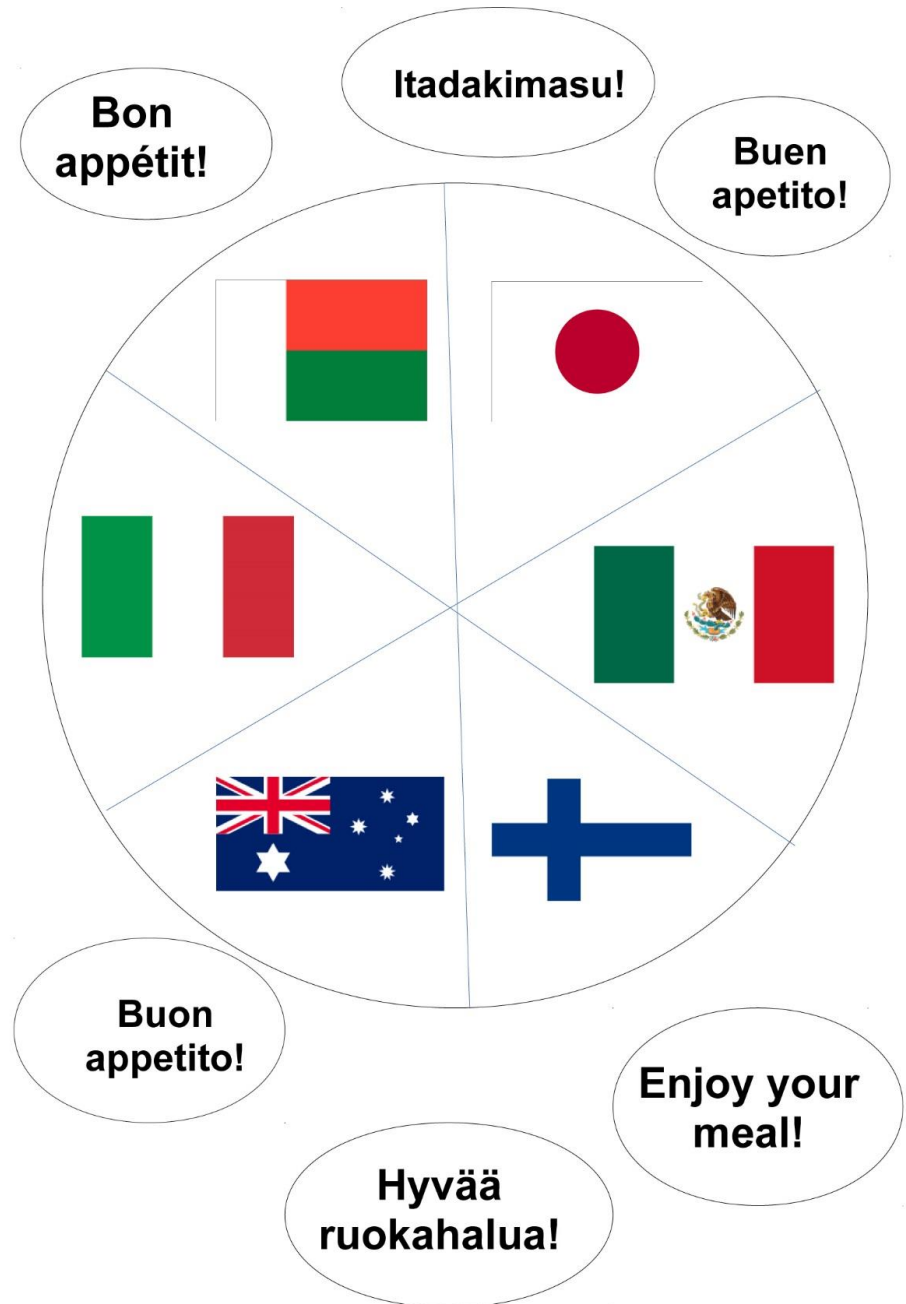 Itadakimasu!
Bon
appétit!
Buen
apetito!
Buon
appetito!
Enjoy your
meal!
Hyvää
ruokahalua!